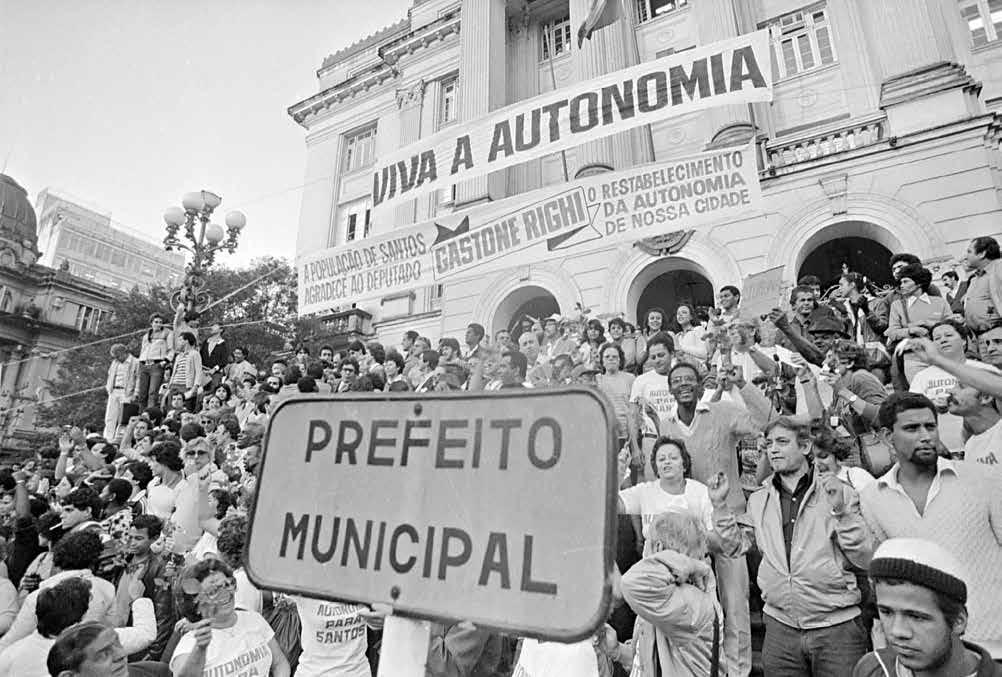 VIVA A AUTONOMIA
A POPULAÇÃO DE SANTOS
AGRADECE AO DEPUTADO
GASTONE RIGHI
O RESTABELECIMENTO
DA AUTONOMIA
DE NOSSA CIDADE
PREFEITO
MUNICIPAL
AUTONOMIA
PARA
AUTONOMIA
PARA
SANTOS